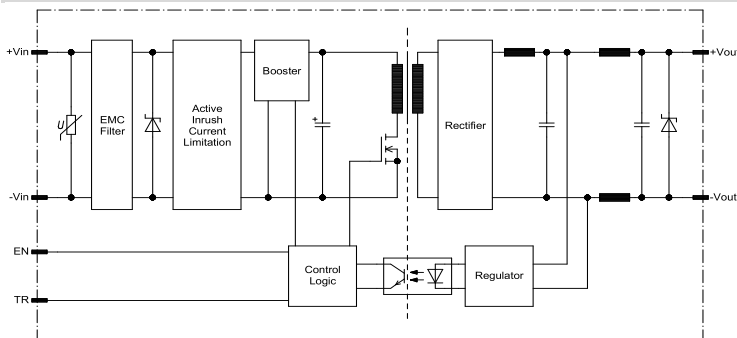 +Vin
EMC
Filter
U
Active
Inrush
Current
Limitation
Booster
+
Rectifier
+Vout
-Vin
-Vout
EN
TR
Control
Logic
Regulator